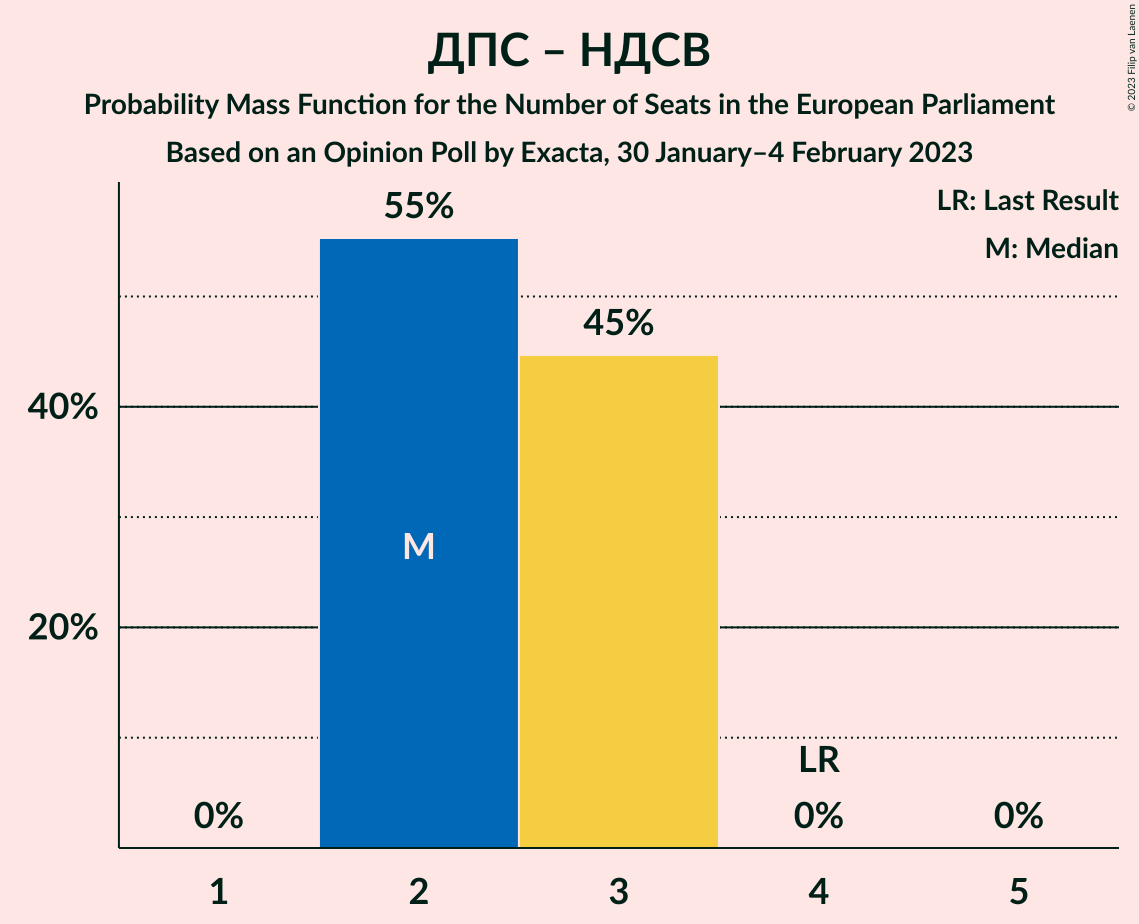 ДПС – НДСВ
Probability Mass Function for the Number of Seats in the European Parliament
Based on an Opinion Poll by Exacta, 30 January–4 February 2023
© 2023 Filip van Laenen
LR: Last Result
M: Median
55%
45%
40%
M
20%
LR
0%
0%
0%
1
2
3
4
5